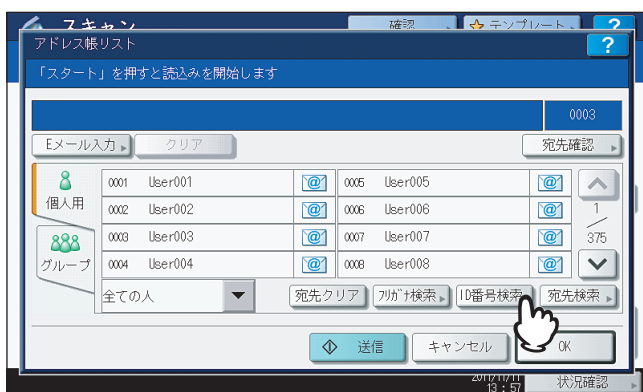 スキャン 確認 テンプレート ?
アドレス帳リスト ?
「スタート」を押すと読込みを開始します
0003
Eメール入力 クリア 宛先確認
個人用
グループ
0001 User001 @ 0005 User005 @
0002 User002 @ 0006 User006 @
0003 User003 @ 0007 User007 @
0004 User004 @ 0008 User008 @
1
375
全ての人 宛先クリア フリガナ検索 ID番号検索 宛先検索
送信 キャンセル OK
2011/11/11
13:57 状況確認